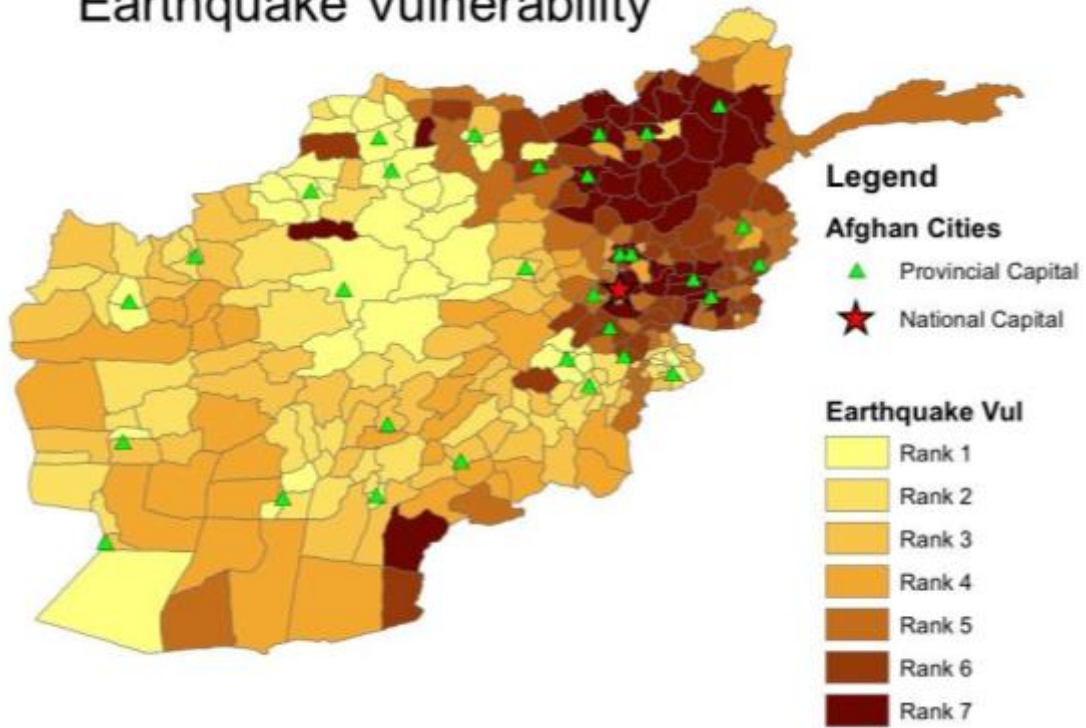 Earthquake Vulnerability
Legend
Afghan Cities
Provincial Capital
National Capital
Earthquake Vul
Rank 1
Rank 2
Rank 3
Rank 4
Rank 5
Rank 6
Rank 7